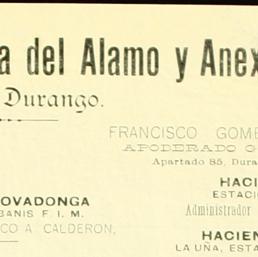 a del Alamo y Anex
Durango.
FRANCISCO GOME
APODERADO G
Apartado 85, Dura
HACI
ESTACI
Administrador
OVADONGA
BANIS F. I. M.
CO A CALDERON,
HACIEN
LA UÑA, ESTA